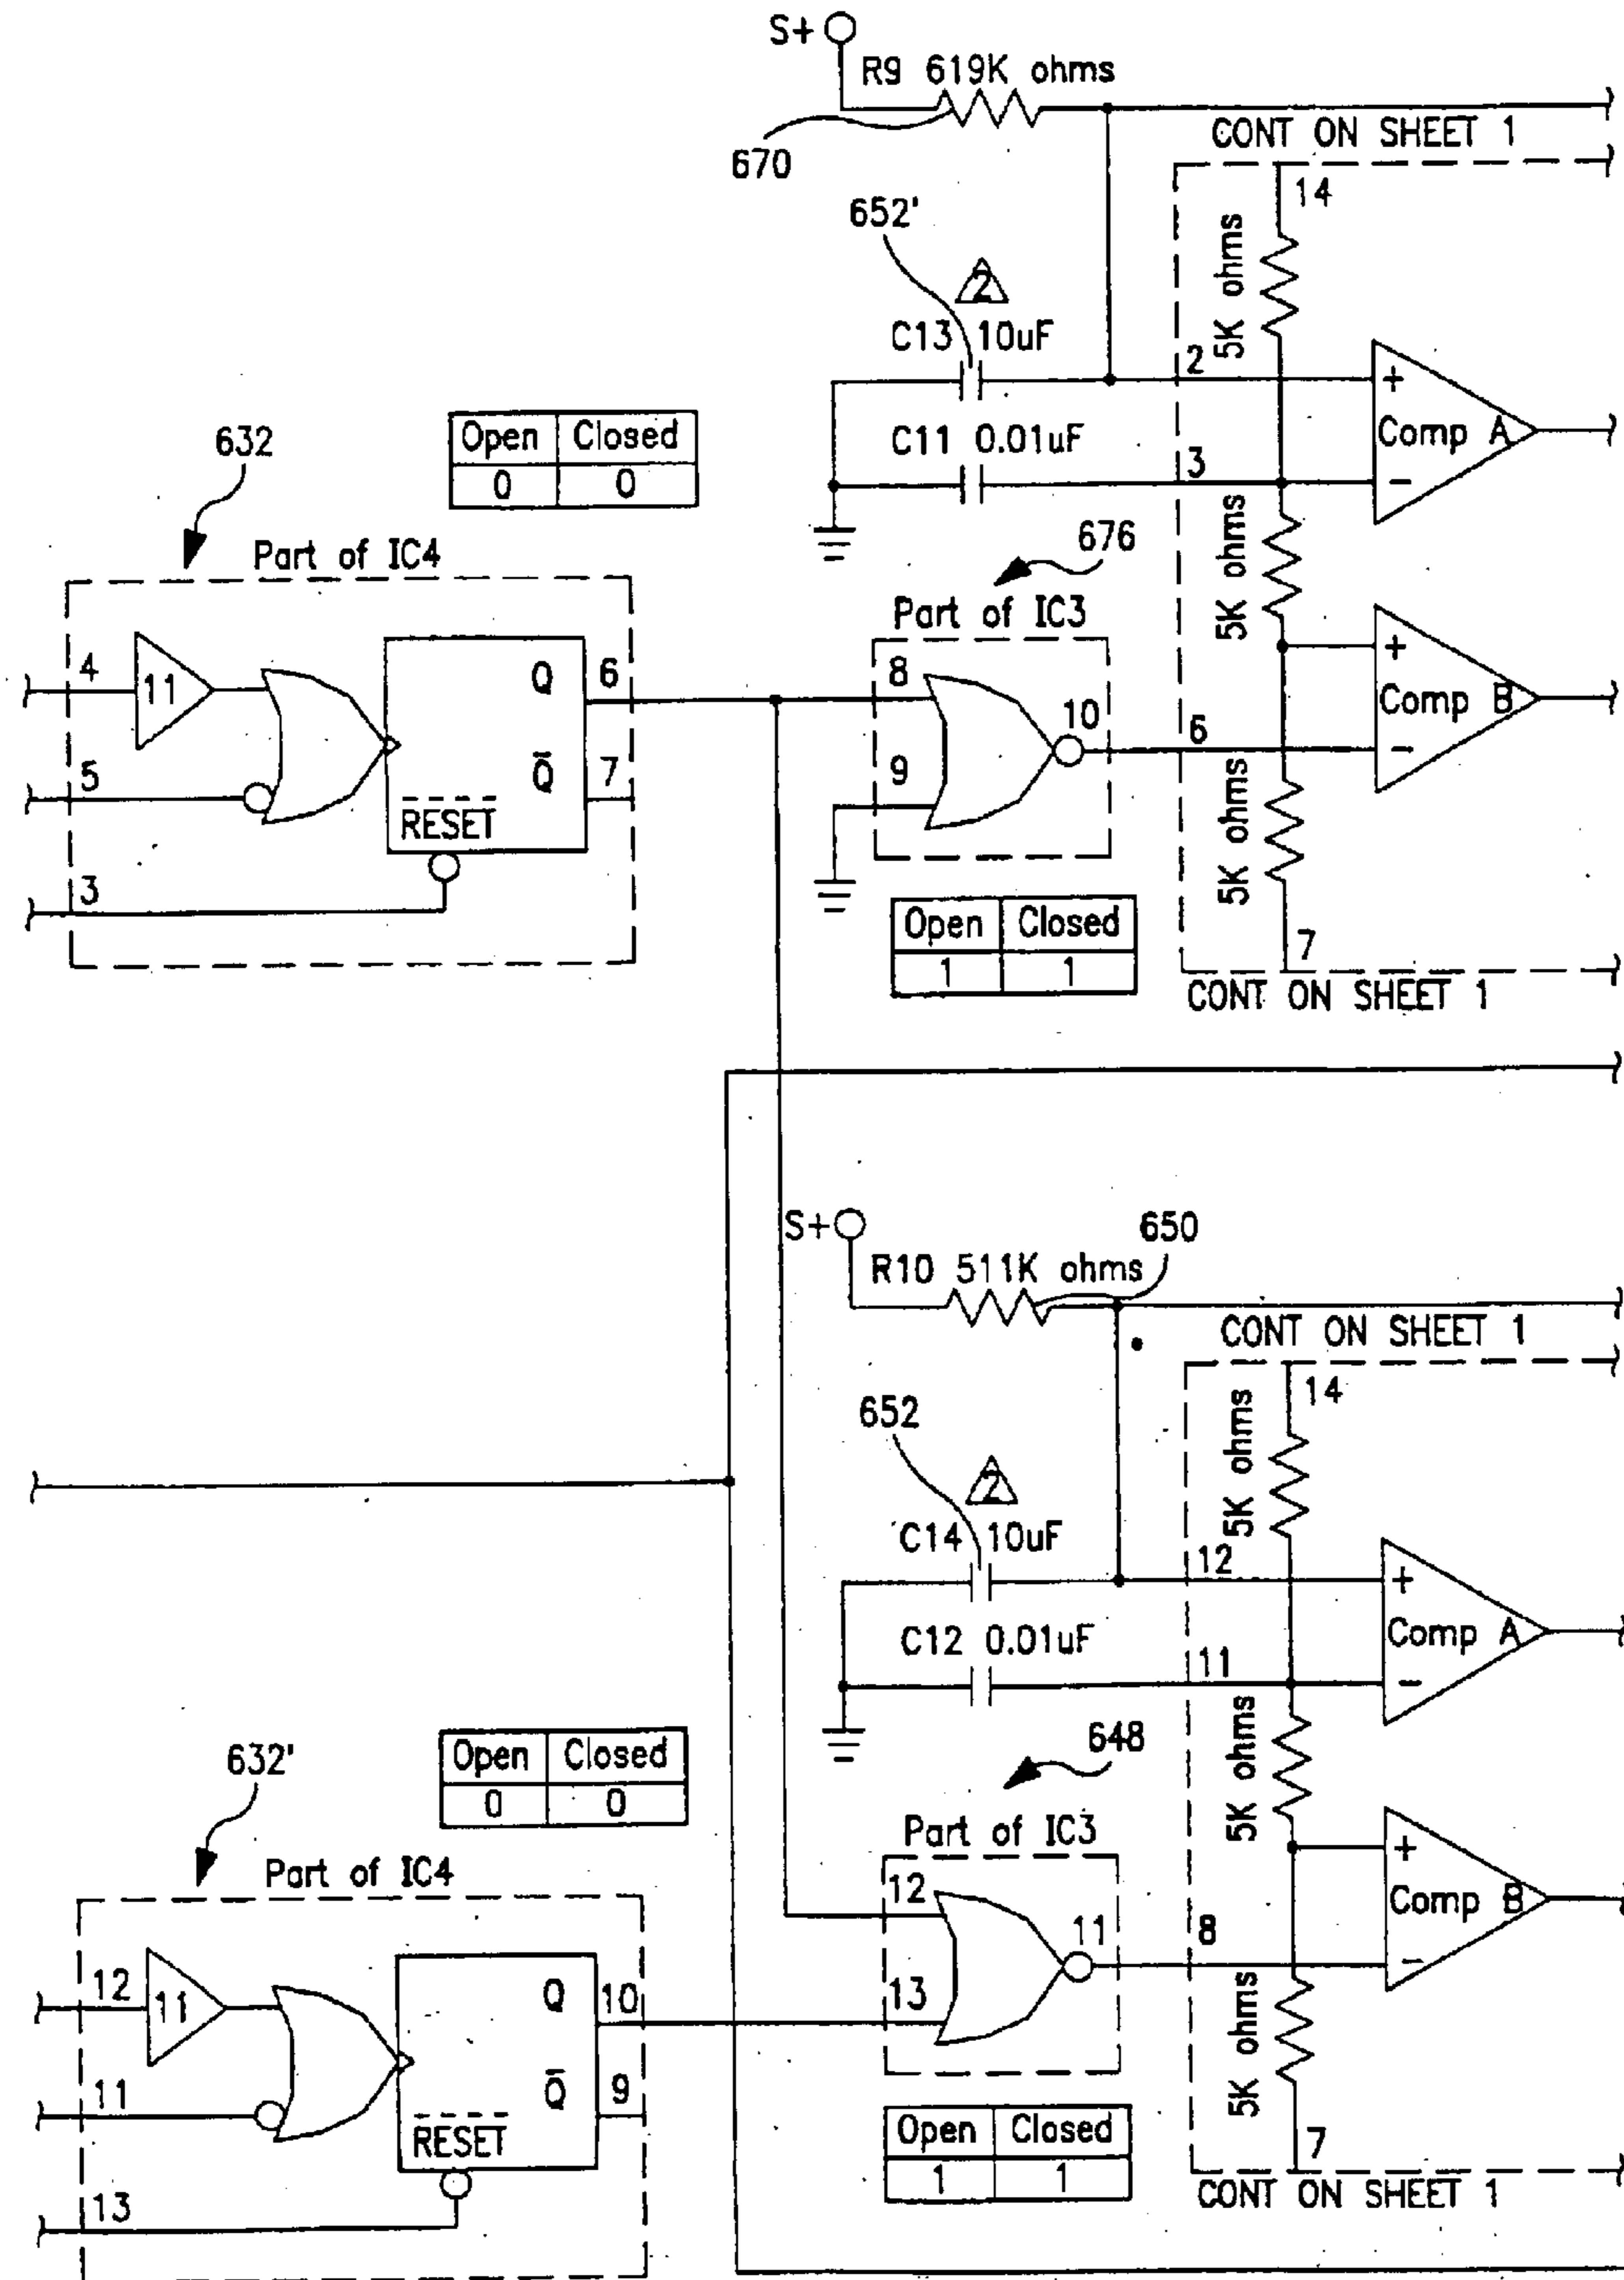 S+
R9 619K ohms
670
CONT ON SHEET 1
14
652'
2
5K ohms
C13 10uF
2
+
Comp A
C11 0.01uF
3
−
632
Open Closed
0 0
Part of IC4
676
5K ohms
Part of IC3
+
Comp B
4
11
Q
6
8
10
6
−
5
Q̄
7
9
RESET
5K ohms
3
Open Closed
1 1
7
CONT ON SHEET 1
S+
650
R10 511K ohms
CONT ON SHEET 1
14
652
2
5K ohms
C14 10uF
12
+
Comp A
C12 0.01uF
11
−
632'
Open Closed
0 0
648
5K ohms
Part of IC4
Part of IC3
+
Comp B
12
11
8
−
12
11
Q
10
13
11
Q̄
9
RESET
5K ohms
13
Open Closed
1 1
7
CONT ON SHEET 1